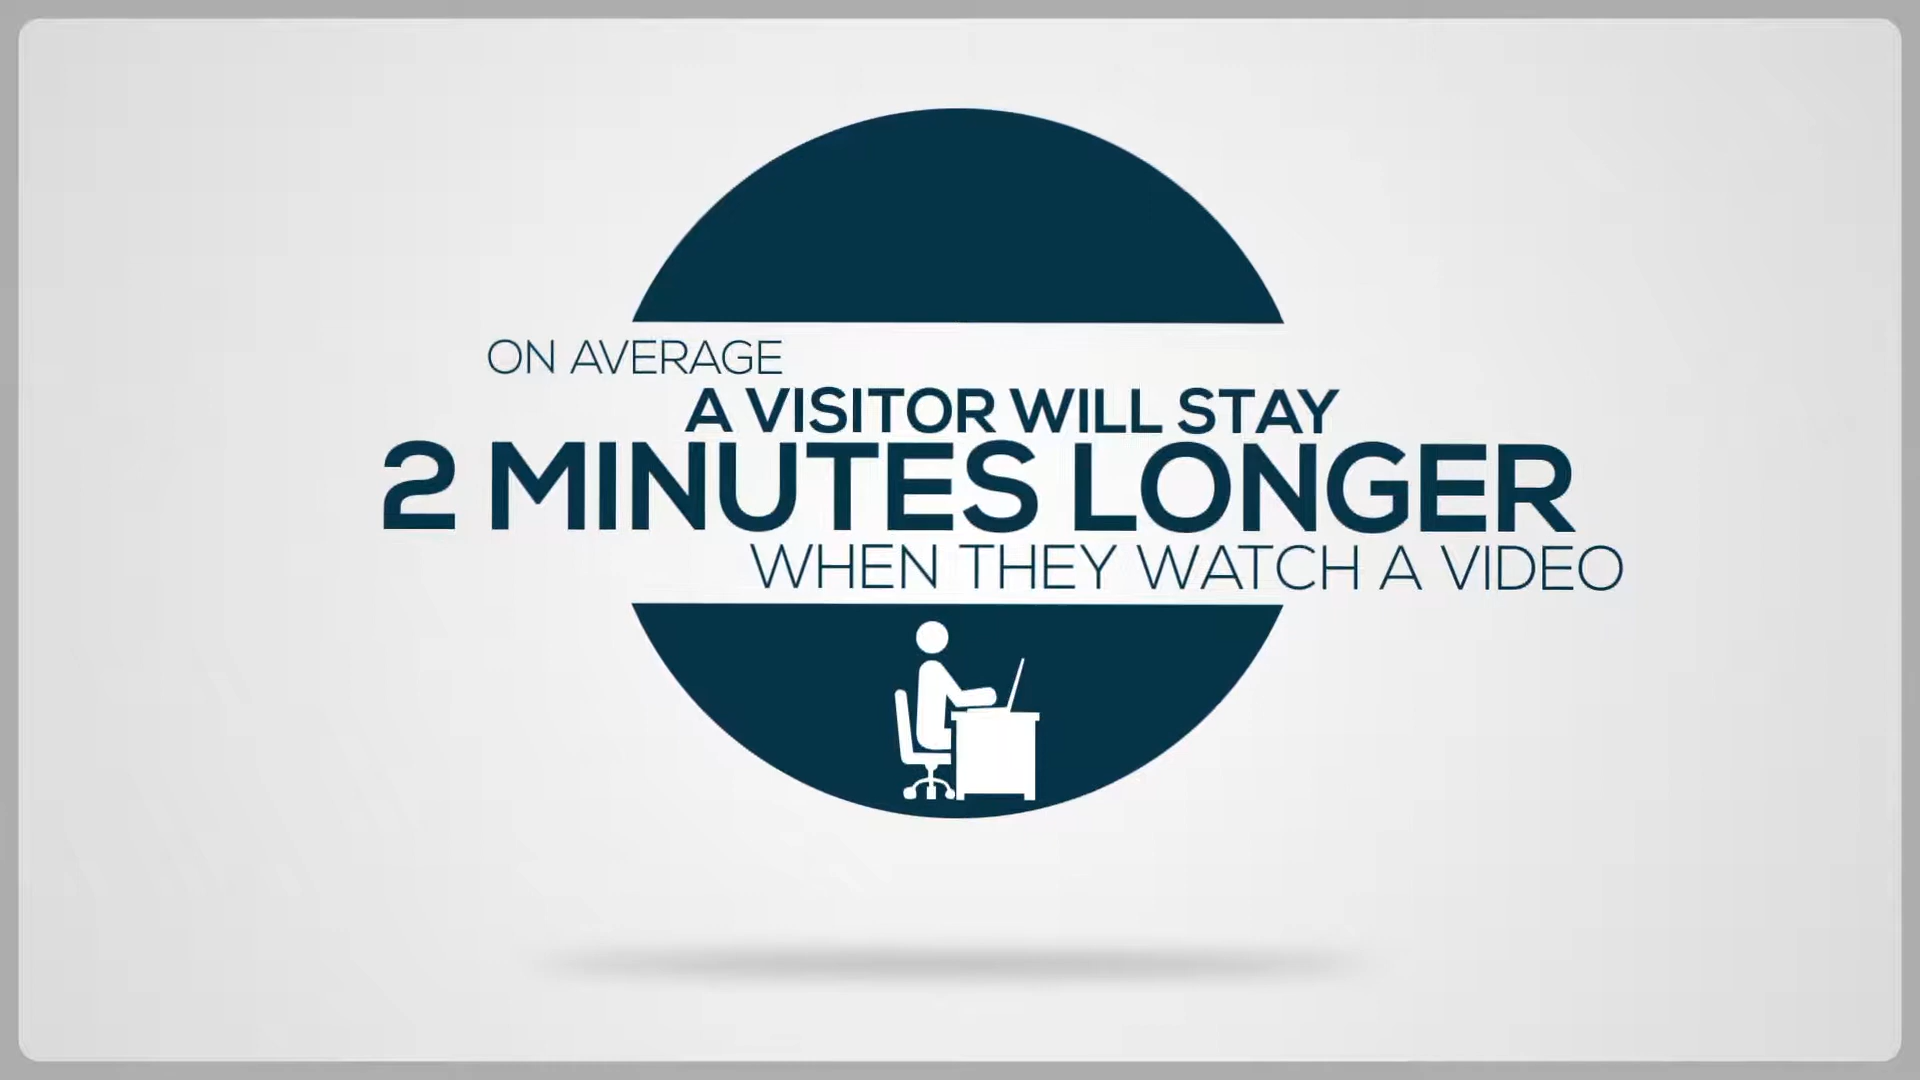 ON AVERAGE
A VISITOR WILL STAY
2 MINUTES LONGER
WHEN THEY WATCH A VIDEO